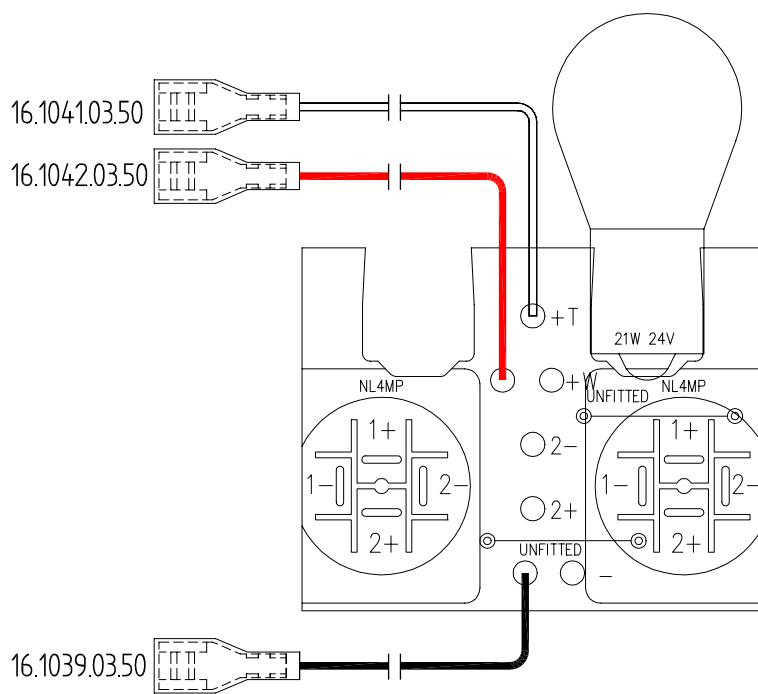 16.1041.03.50
16.1042.03.50
+T
21W 24V
+W
NL4MP
UNFITTED
NL4MP
1+
1-
2-
2+
2-
2+
1+
1-
2-
2+
UNFITTED
-
16.1039.03.50